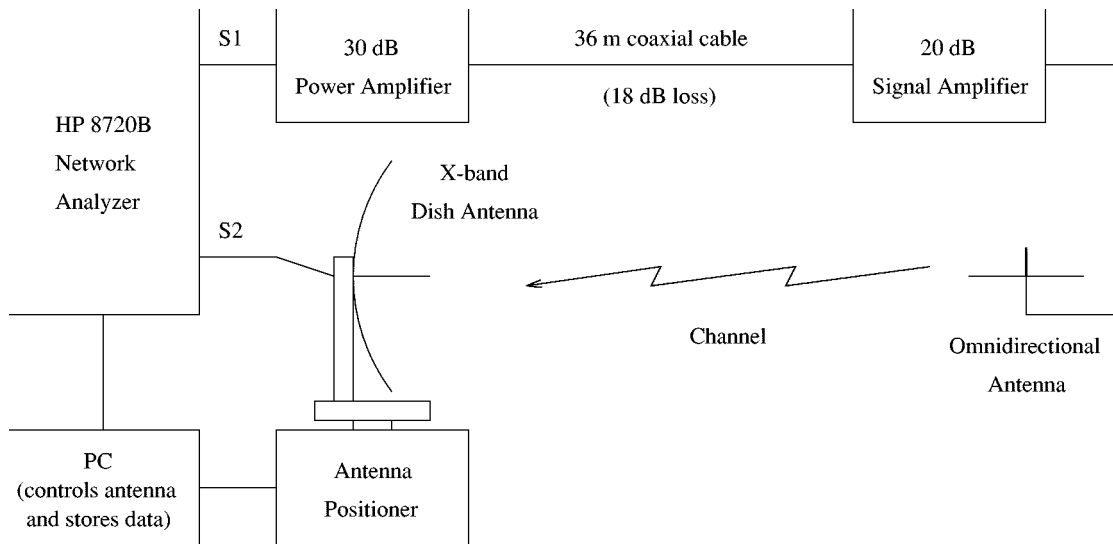 S1
30 dB
Power Amplifier
36 m coaxial cable
(18 dB loss)
20 dB
Signal Amplifier
HP 8720B
Network
Analyzer
S2
X-band
Dish Antenna
Channel
Omnidirectional
Antenna
PC
(controls antenna
and stores data)
Antenna
Positioner